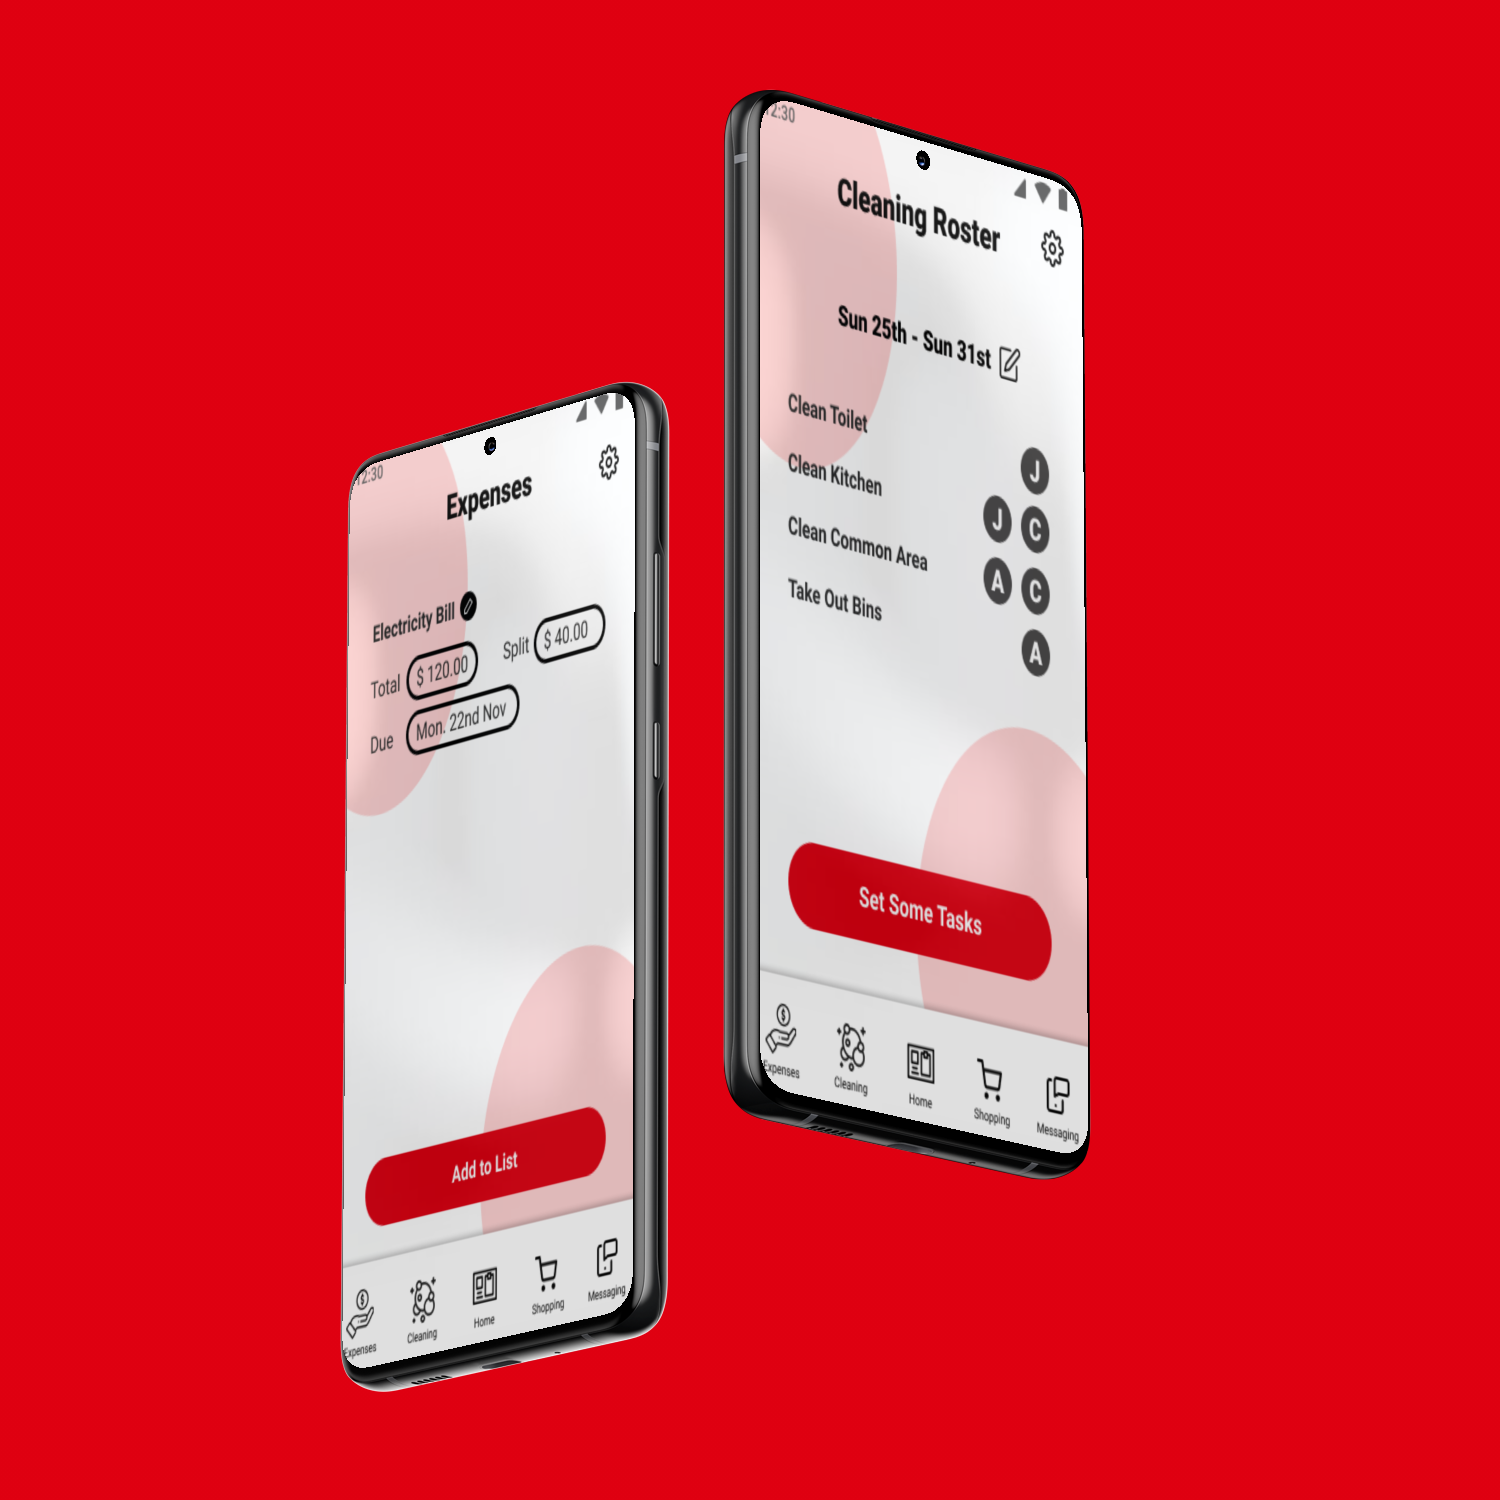 12:30
Expenses
Electricity Bill
Total $ 120.00 Split $ 40.00
Due Mon. 22nd Nov
Add to List
Expenses Cleaning Home Shopping Messaging
12:30
Cleaning Roster
Sun 25th - Sun 31st
Clean Toilet J
Clean Kitchen J C
Clean Common Area A C
Take Out Bins A
Set Some Tasks
Expenses Cleaning Home Shopping Messaging